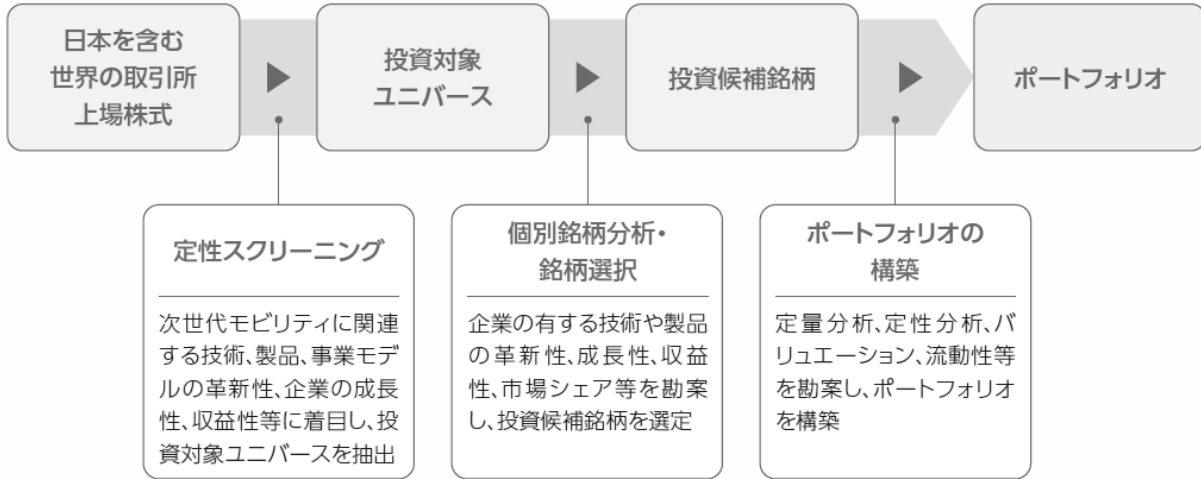 日本を含む
世界の取引所
上場株式
投資対象
ユニバース
投資候補銘柄
ポートフォリオ
定性スクリーニング
次世代モビリティに関連
する技術、製品、事業モデ
ルの革新性、企業の成長
性、収益性等に着目し、投
資対象ユニバースを抽出
個別銘柄分析・
銘柄選択
企業の有する技術や製品
の革新性、成長性、収益
性、市場シェア等を勘案
し、投資候補銘柄を選定
ポートフォリオの
構築
定量分析、定性分析、バ
リュエーション、流動性等
を勘案し、ポートフォリオ
を構築